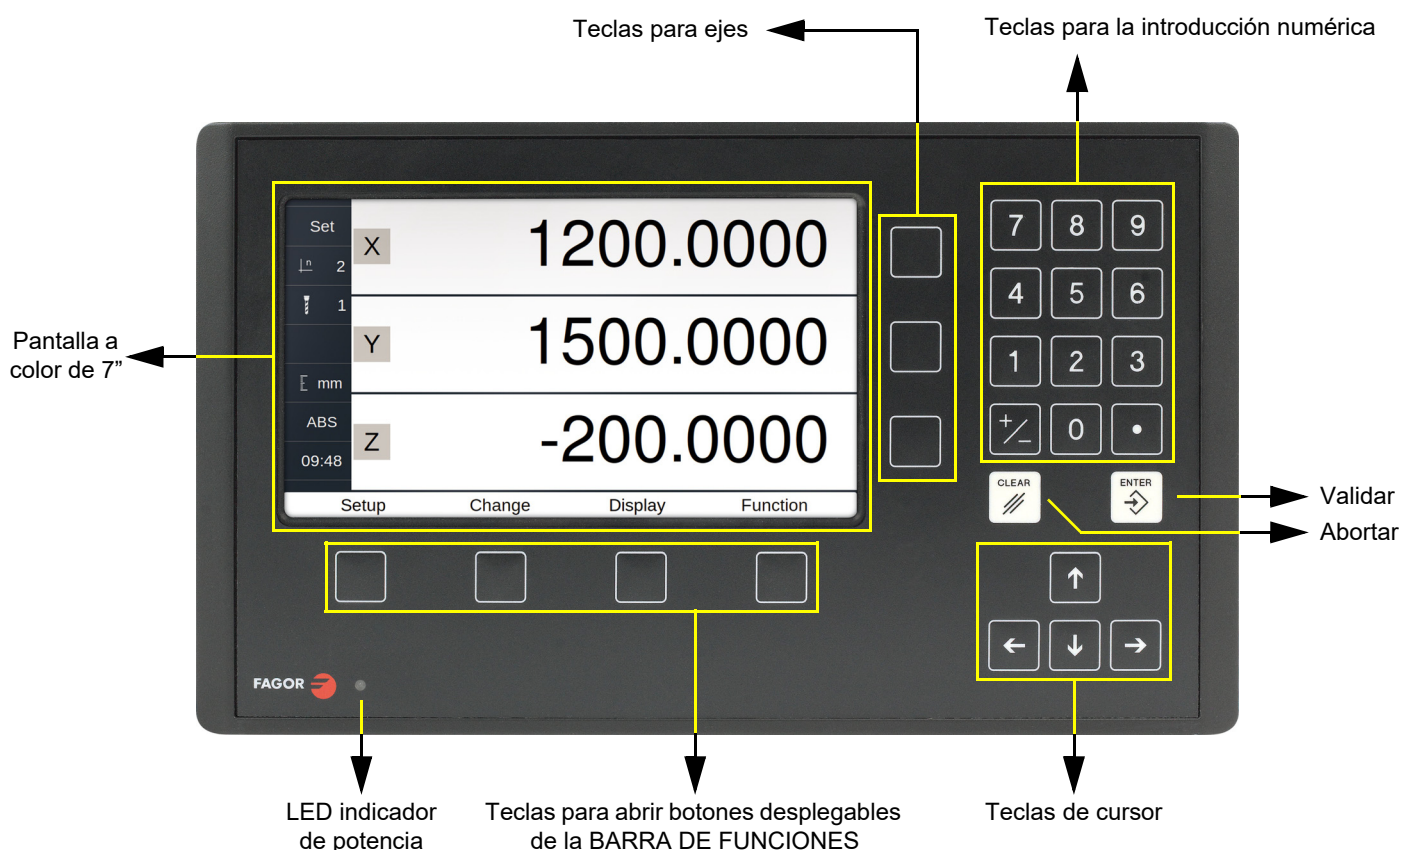 Teclas para ejes
Teclas para la introducción numérica
7 8 9
4 5 6
1 2 3
+/− 0 •
Set
n 2
1
mm
ABS
09:48
X 1200.0000
Y 1500.0000
Z -200.0000
Setup Change Display Function
Pantalla a
color de 7”
CLEAR
ENTER
Validar
Abortar
FAGOR
LED indicador
de potencia
Teclas para abrir botones desplegables
de la BARRA DE FUNCIONES
Teclas de cursor